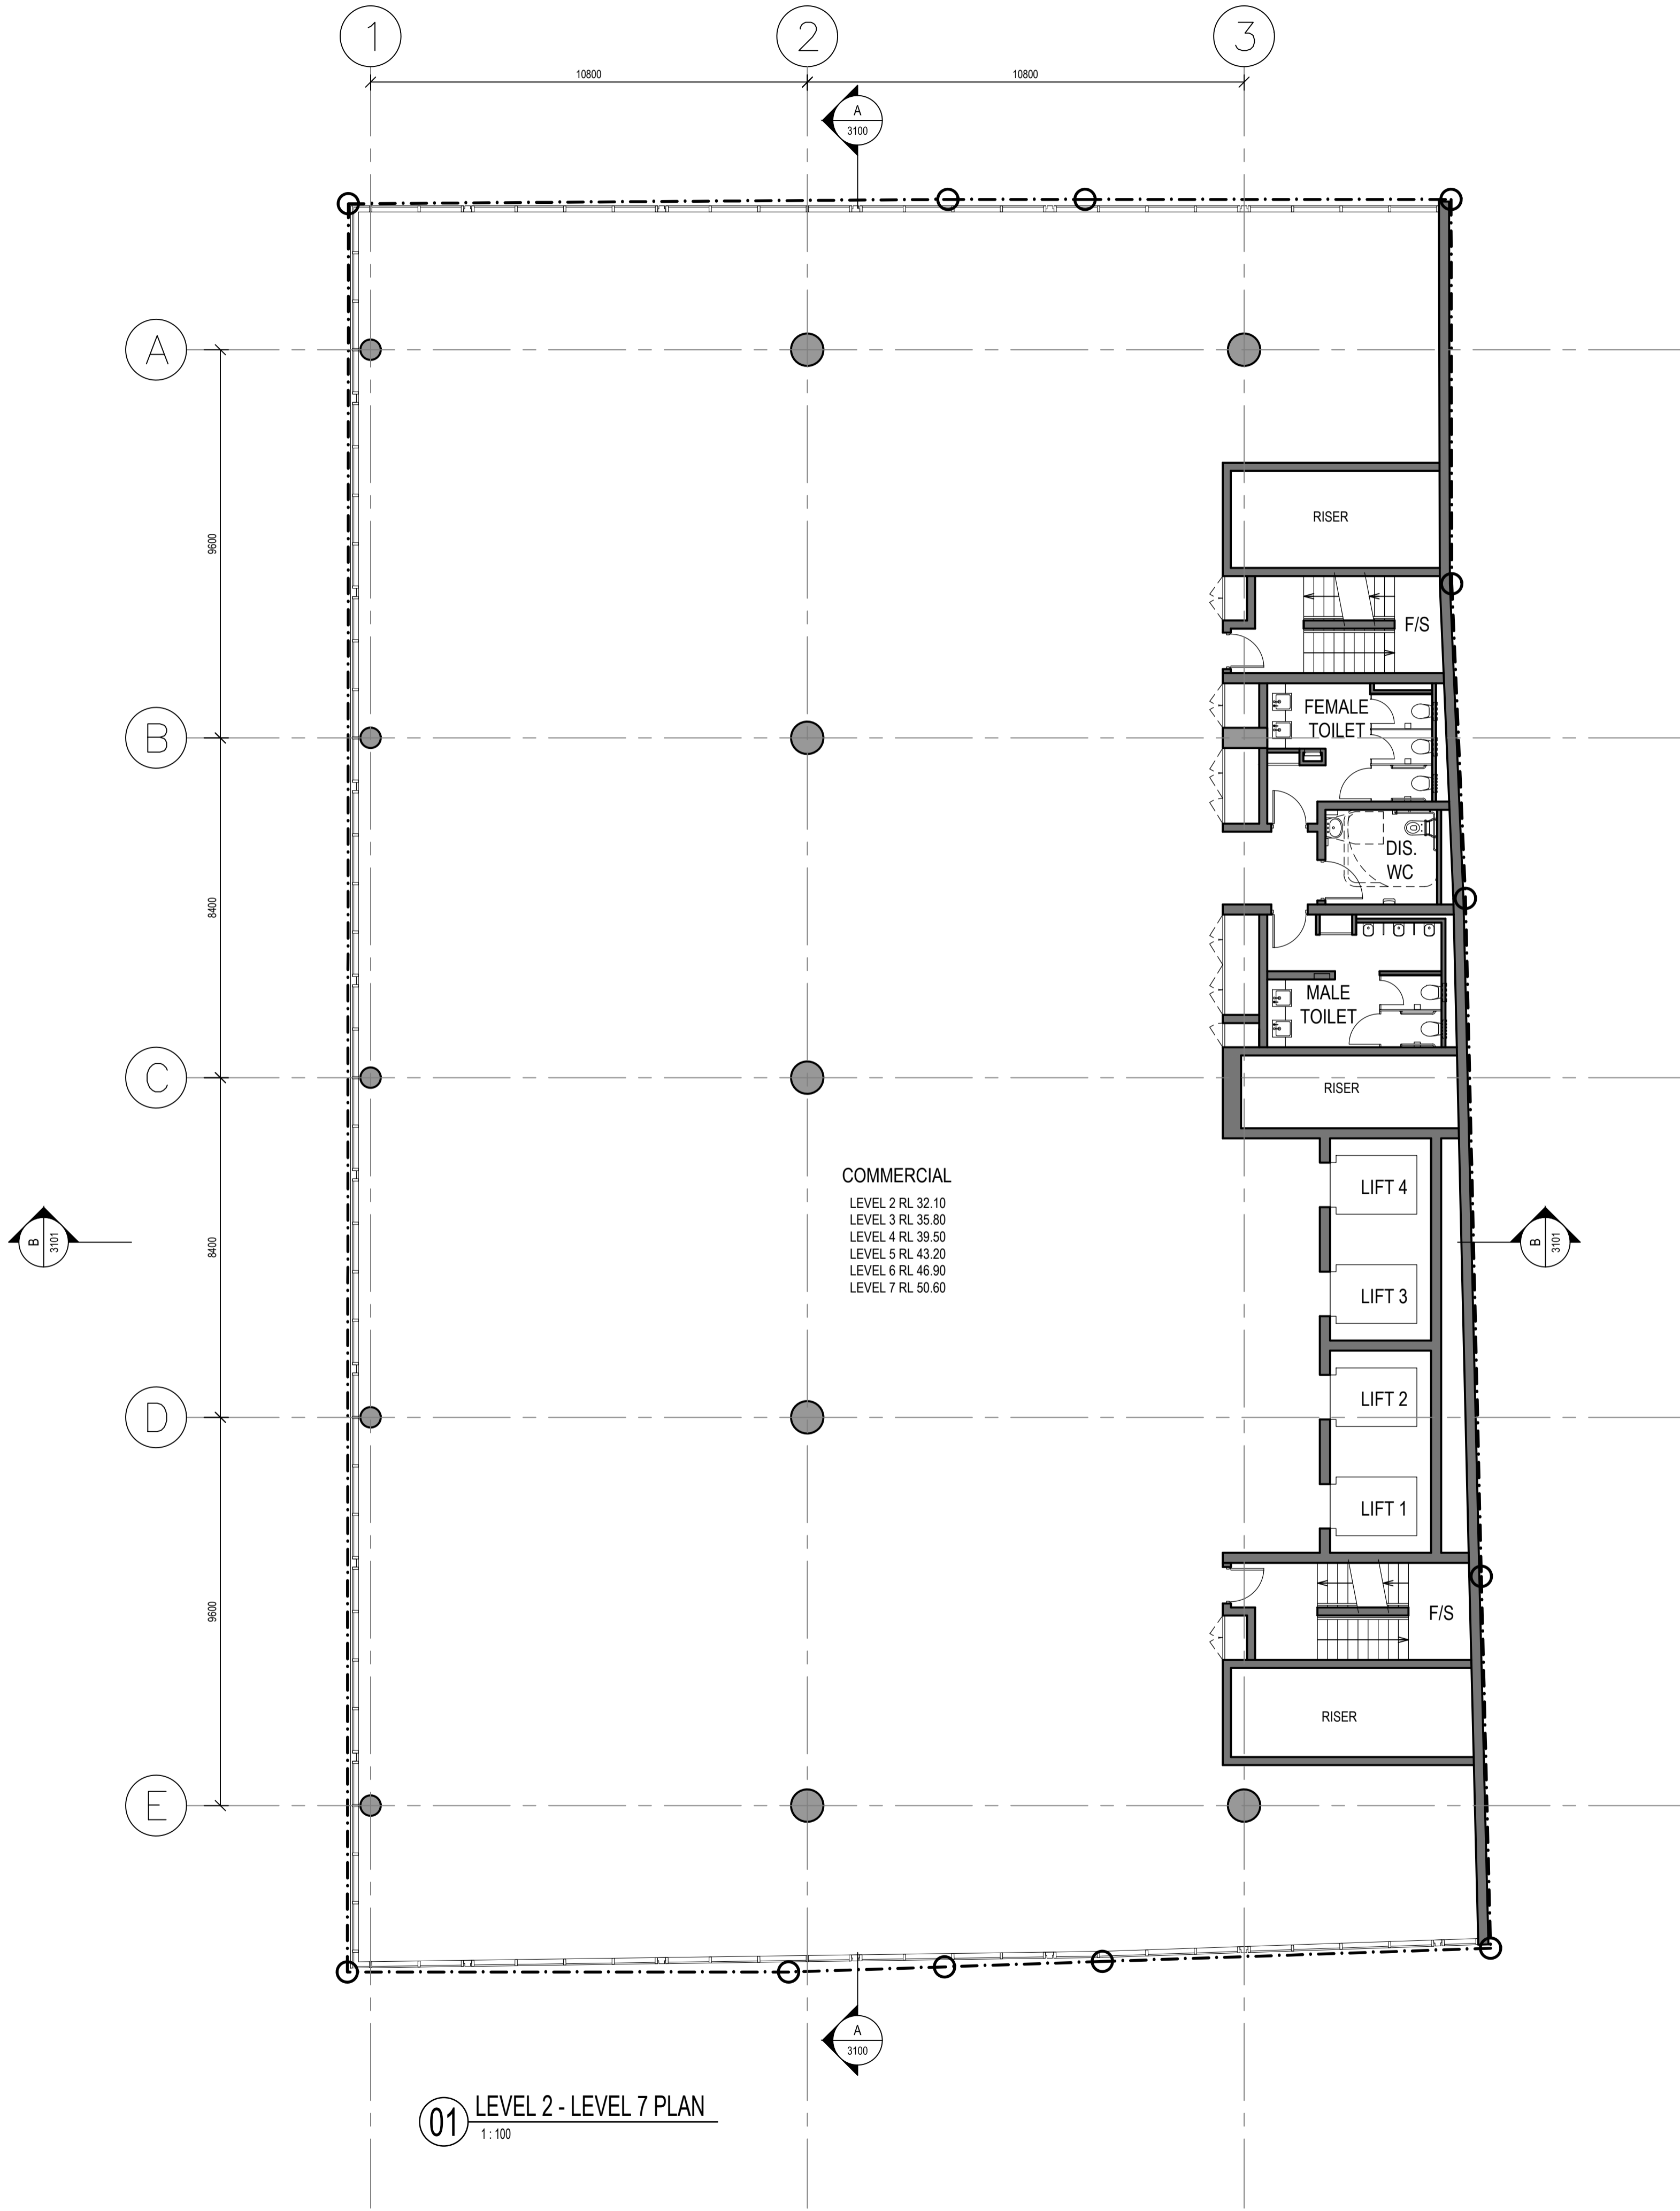 1
2
3
10800
10800
A
3100
A
9600
RISER
F/S
FEMALE
TOILET
B
8400
DIS.
WC
MALE
TOILET
C
RISER
COMMERCIAL
LEVEL 2 RL 32.10
LEVEL 3 RL 35.80
LEVEL 4 RL 39.50
LEVEL 5 RL 43.20
LEVEL 6 RL 46.90
LEVEL 7 RL 50.60
LIFT 4
B
3101
8400
B
3101
LIFT 3
LIFT 2
D
LIFT 1
9600
F/S
RISER
E
A
3100
01
LEVEL 2 - LEVEL 7 PLAN
1 : 100